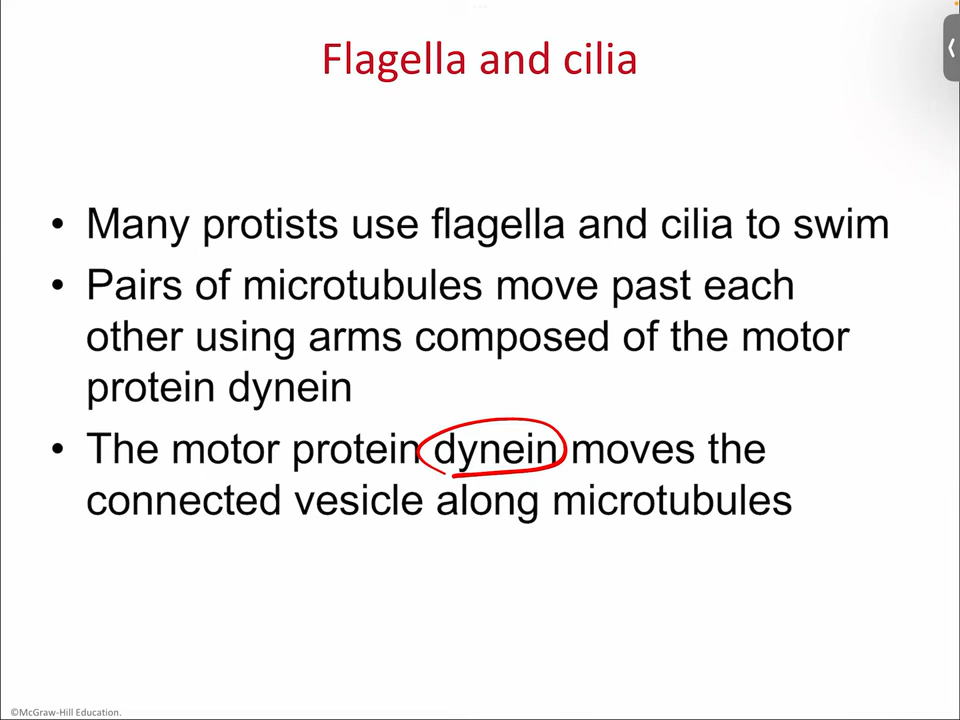 Flagella and cilia
• Many protists use flagella and cilia to swim
• Pairs of microtubules move past each
other using arms composed of the motor
protein dynein
• The motor protein dynein moves the
connected vesicle along microtubules
©McGraw-Hill Education.